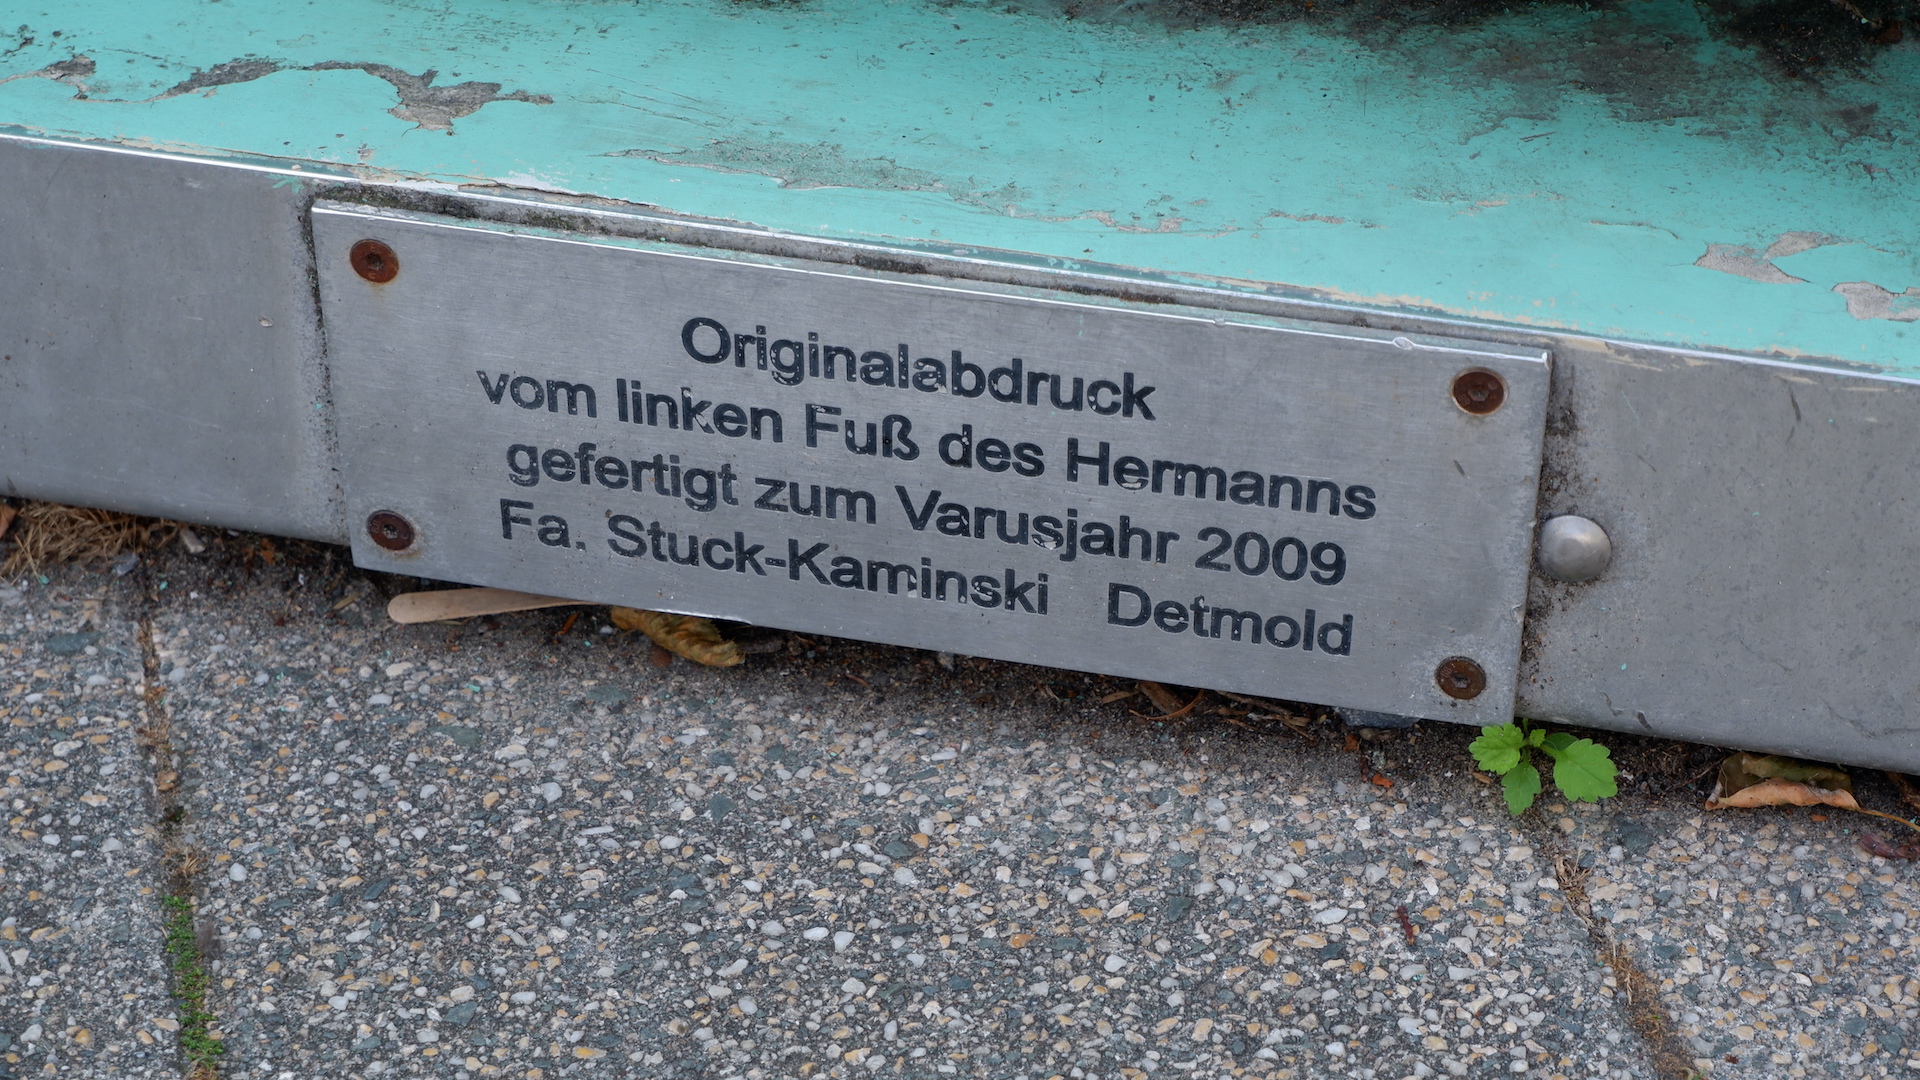 Originalabdruck
vom linken Fuß des Hermanns
gefertigt zum Varusjahr 2009
Fa. Stuck-Kaminski Detmold